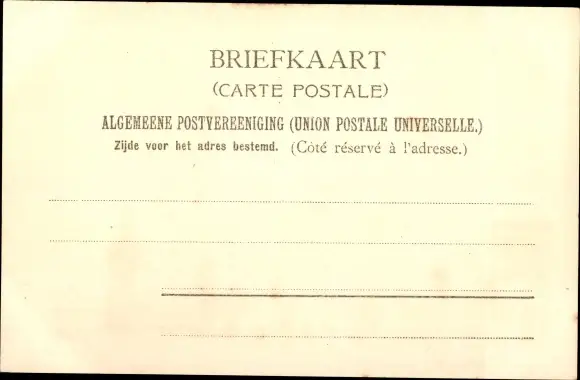 BRIEFKAART
(CARTE POSTALE)
ALGEMEENE POSTVEREENIGING (UNION POSTALE UNIVERSELLE.)
Zijde voor het adres bestemd. (Côté réservé à l'adresse.)